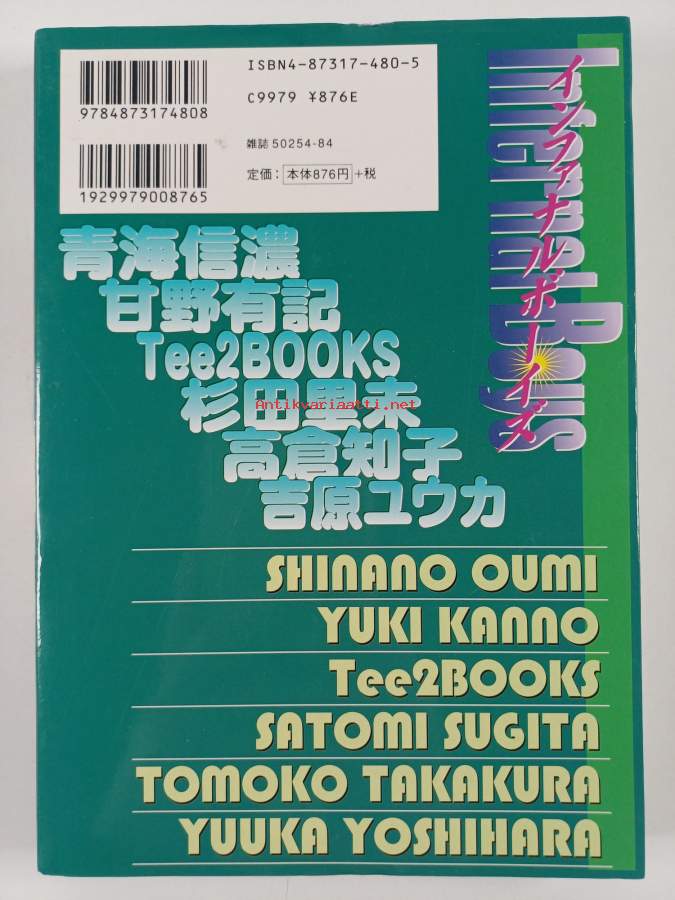 ISBN4-87317-480-5
C9979 ¥876E
9784873174808
雑誌 50254-84
定価:本体876円+税
1929979008765
インファナルボーイズ
Infernal Boys
青海信濃
甘野有記
Tee2BOOKS
杉田里未
Antikvariaatti.net
高倉知子
吉原ユウカ
SHINANO OUMI
YUKI KANNO
Tee2BOOKS
SATOMI SUGITA
TOMOKO TAKAKURA
YUUKA YOSHIHARA